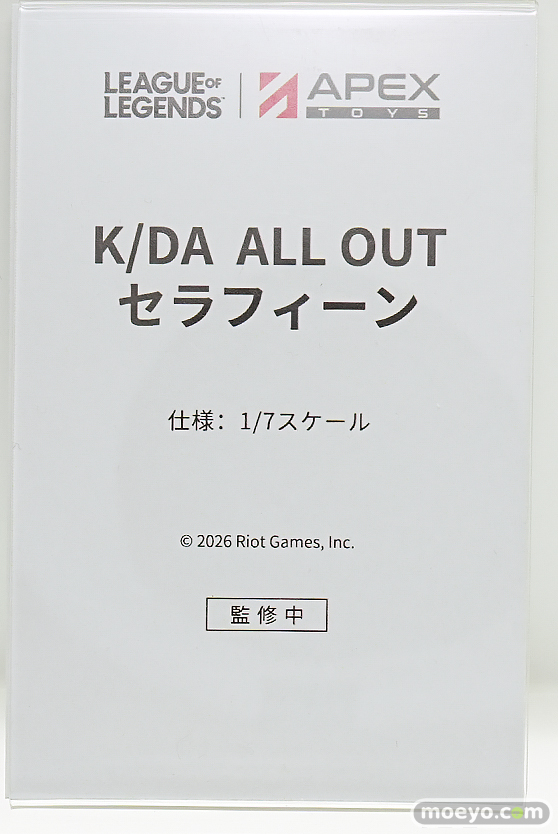 LEAGUE OF
LEGENDS™
APEX
TOYS
K/DA ALL OUT
セラフィーン
仕様：1/7スケール
© 2026 Riot Games, Inc.
監修中
moeyo.com